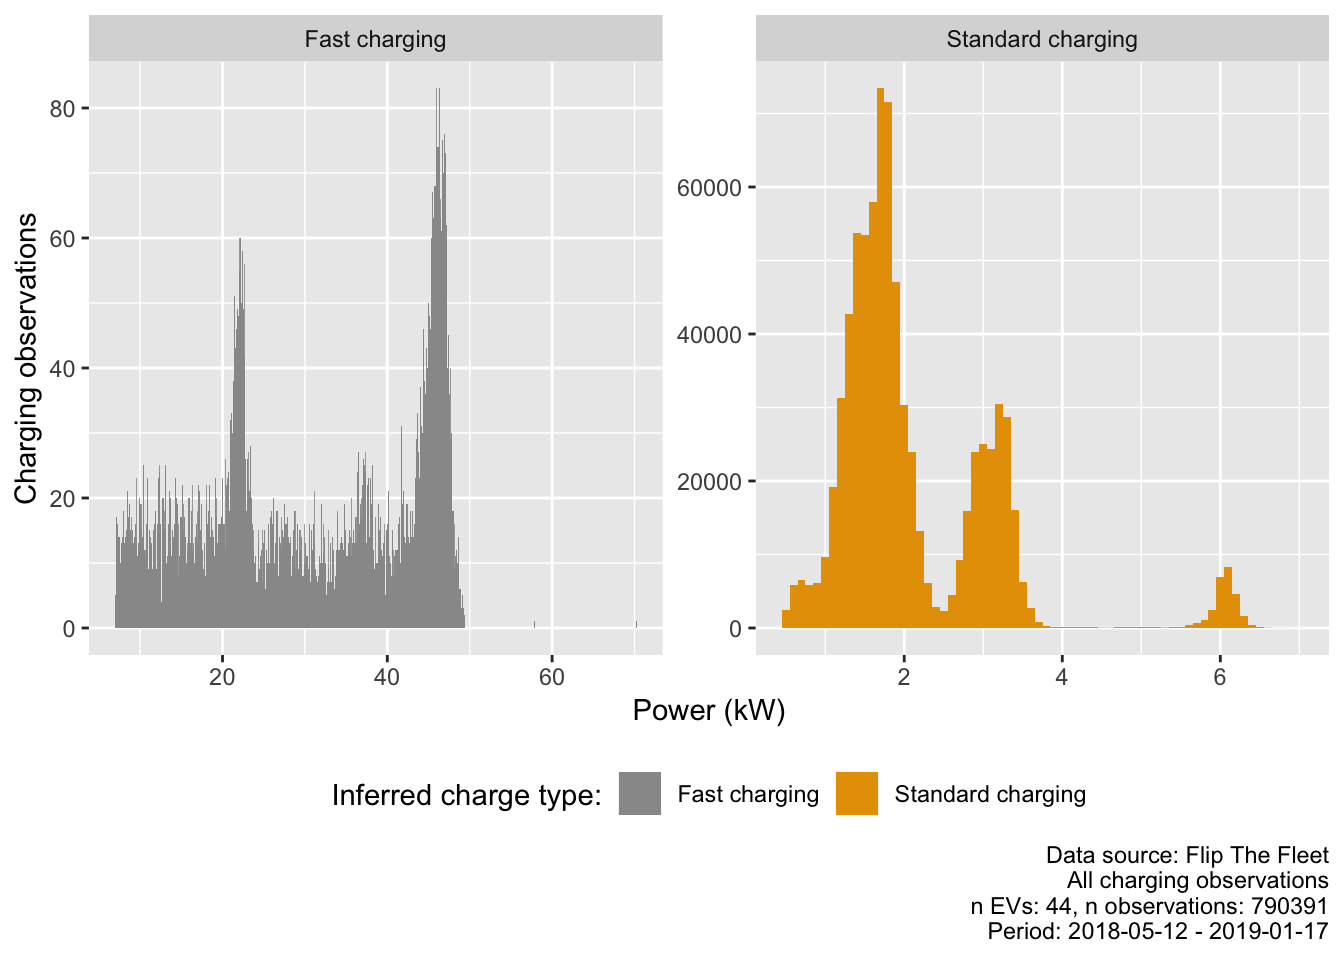 Fast charging
Standard charging
Charging observations
80
60
40
20
0
60000
40000
20000
0
20
40
60
2
4
6
Power (kW)
Inferred charge type:
Fast charging
Standard charging
Data source: Flip The Fleet
All charging observations
n EVs: 44, n observations: 790391
Period: 2018-05-12 - 2019-01-17